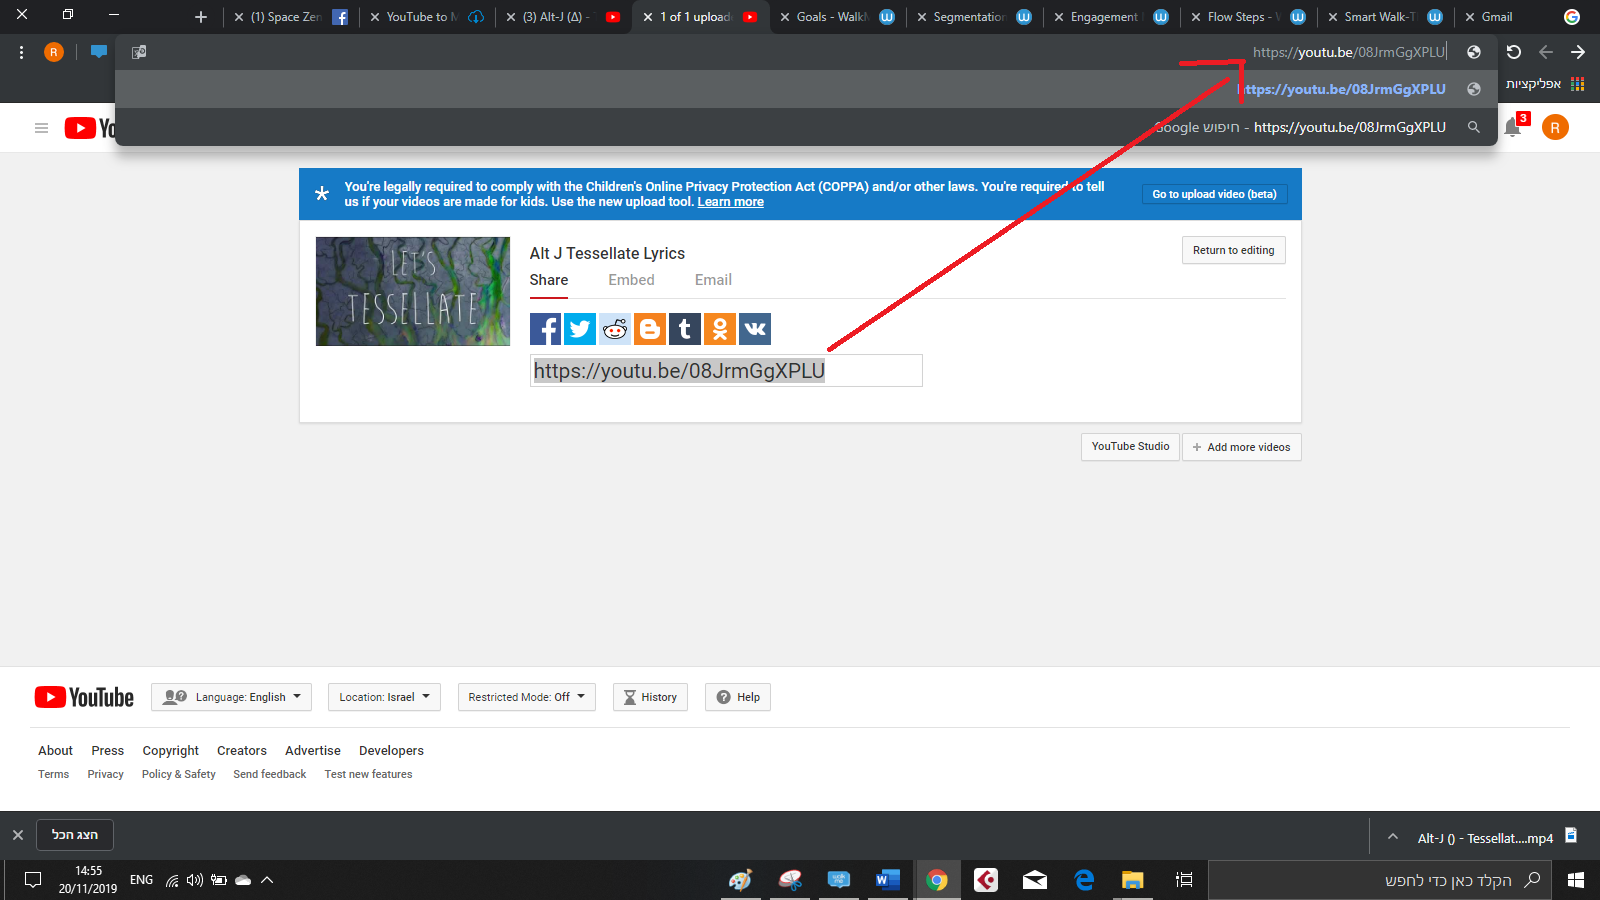 (1) Space Zen
YouTube to M
(3) Alt-J (Δ) - T
1 of 1 uploade
Goals - WalkM
Segmentation
Engagement
Flow Steps - W
Smart Walk-T
Gmail
R
https://youtu.be/08JrmGgXPLU
https://youtu.be/08JrmGgXPLU
https://youtu.be/08JrmGgXPLU - חיפוש Google
אפליקציות
3
R
You're legally required to comply with the Children's Online Privacy Protection Act (COPPA) and/or other laws. You're required to tell
us if your videos are made for kids. Use the new upload tool. Learn more
Go to upload video (beta)
LET'S
TESSELLATE
Alt J Tessellate Lyrics
Return to editing
Share Embed Email
https://youtu.be/08JrmGgXPLU
YouTube Studio
+ Add more videos
YouTube
Language: English
Location: Israel
Restricted Mode: Off
History
Help
About Press Copyright Creators Advertise Developers
Terms Privacy Policy & Safety Send feedback Test new features
הצג הכל
Alt-J () - Tessellat....mp4
14:55
20/11/2019
ENG
הקלד כאן כדי לחפש